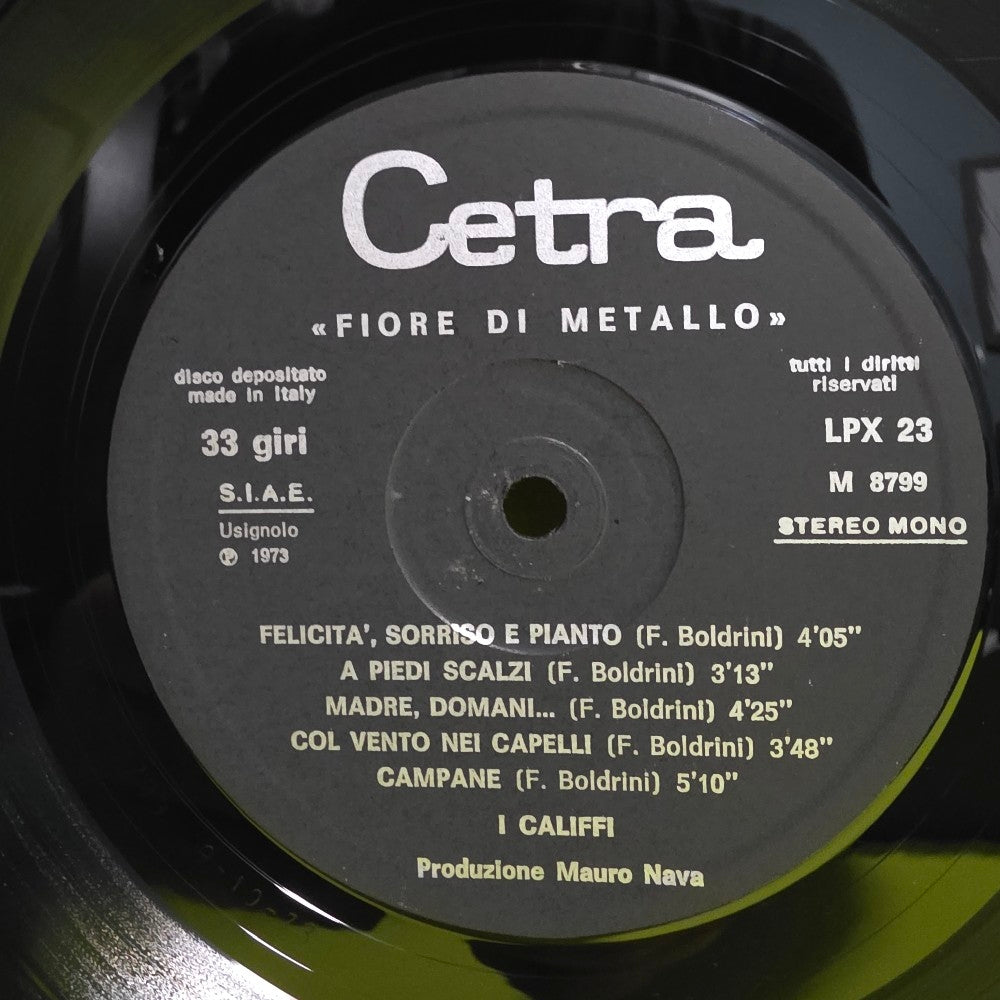 Cetra
«FIORE DI METALLO»
disco depositato
made in Italy
33 giri
S.I.A.E.
Usignolo
℗ 1973
tutti i diritti
riservati
LPX 23
M 8799
STEREO MONO
FELICITA', SORRISO E PIANTO (F. Boldrini) 4'05"
A PIEDI SCALZI (F. Boldrini) 3'13"
MADRE, DOMANI... (F. Boldrini) 4'25"
COL VENTO NEI CAPELLI (F. Boldrini) 3'48"
CAMPANE (F. Boldrini) 5'10"
I CALIFFI
Produzione Mauro Nava